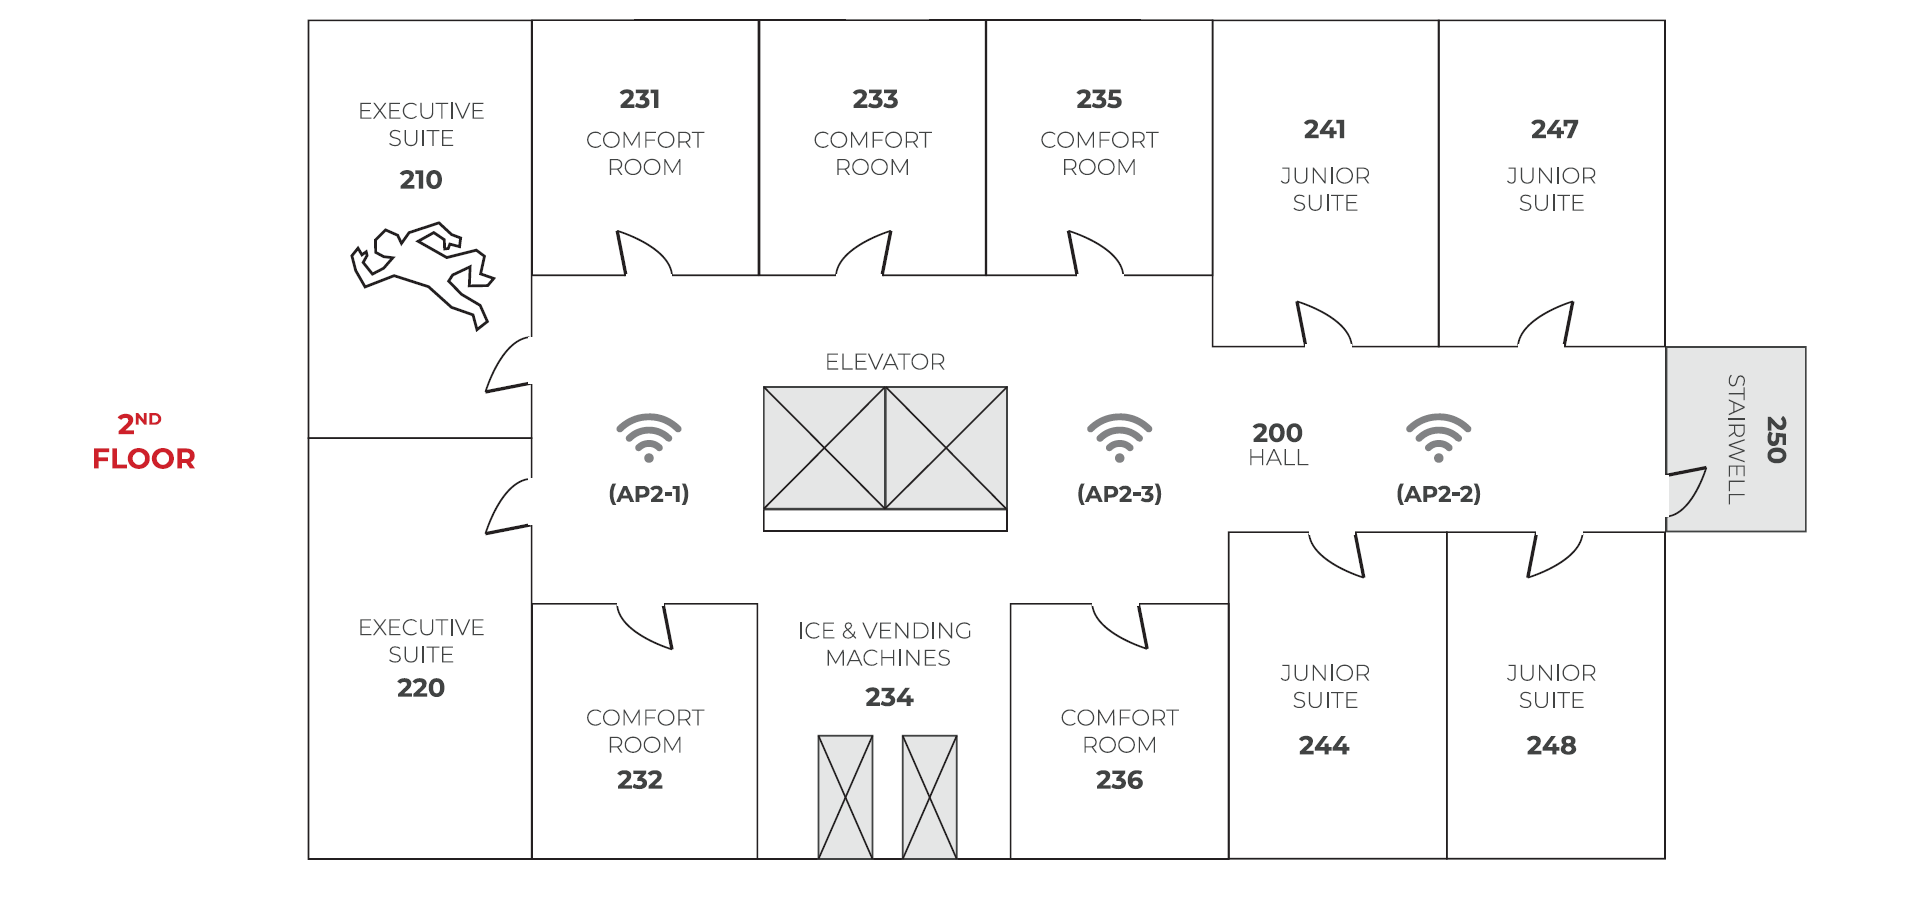 231
233
235
EXECUTIVE
SUITE
210
COMFORT
ROOM
COMFORT
ROOM
COMFORT
ROOM
241
JUNIOR
SUITE
247
JUNIOR
SUITE
ELEVATOR
2ND
FLOOR
(AP2-1)
(AP2-3)
200
HALL
(AP2-2)
STAIRWELL
250
EXECUTIVE
SUITE
220
COMFORT
ROOM
232
ICE & VENDING
MACHINES
234
COMFORT
ROOM
236
JUNIOR
SUITE
244
JUNIOR
SUITE
248